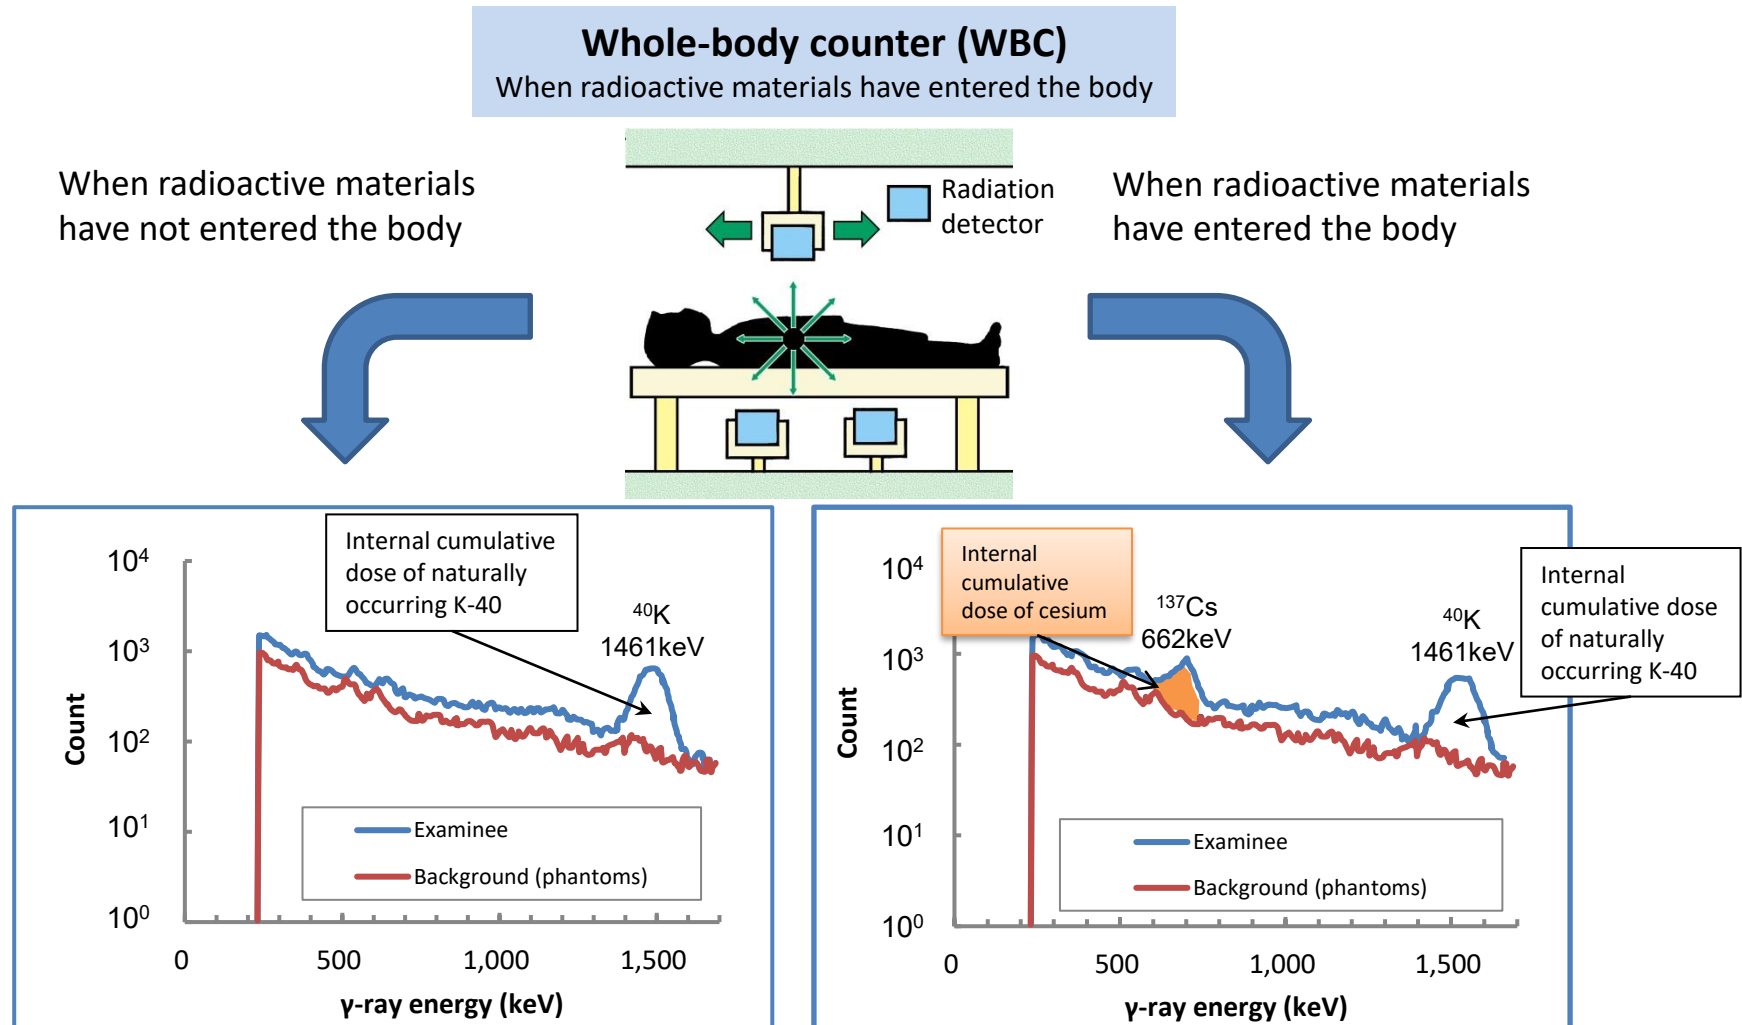 Whole-body counter (WBC)
When radioactive materials have entered the body
When radioactive materials
have not entered the body
Radiation
detector
When radioactive materials
have entered the body
Internal cumulative
dose of naturally
occurring K-40
⁴⁰K
1461keV
10⁴
10³
10²
10¹
10⁰
Count
Examinee
Background (phantoms)
0
500
1,000
1,500
γ-ray energy (keV)
Internal
cumulative
dose of cesium
¹³⁷Cs
662keV
⁴⁰K
1461keV
Internal
cumulative dose
of naturally
occurring K-40
10⁴
10³
10²
10¹
10⁰
Count
Examinee
Background (phantoms)
0
500
1,000
1,500
γ-ray energy (keV)